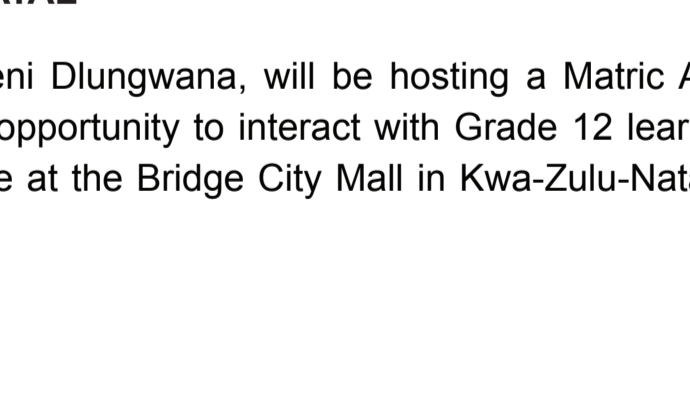 eni Dlungwana, will be hosting a Matric A
opportunity to interact with Grade 12 lear
e at the Bridge City Mall in Kwa-Zulu-Nata